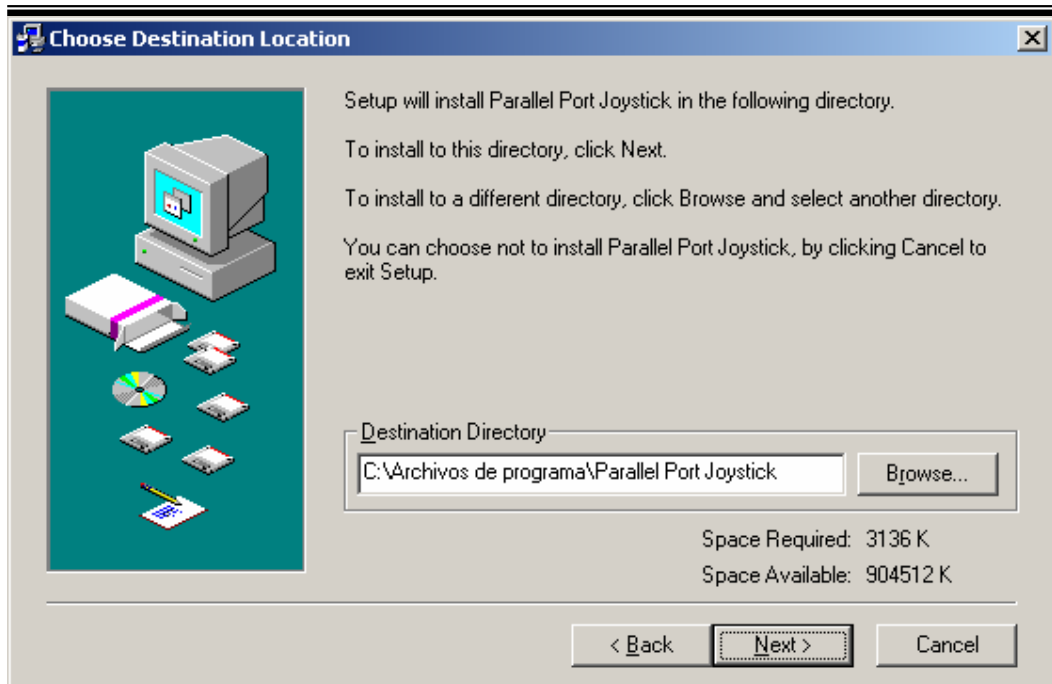 Choose Destination Location
Setup will install Parallel Port Joystick in the following directory.
To install to this directory, click Next.
To install to a different directory, click Browse and select another directory.
You can choose not to install Parallel Port Joystick, by clicking Cancel to
exit Setup.
Destination Directory
C:\Archivos de programa\Parallel Port Joystick
Browse...
Space Required: 3136 K
Space Available: 904512 K
< Back Next > Cancel